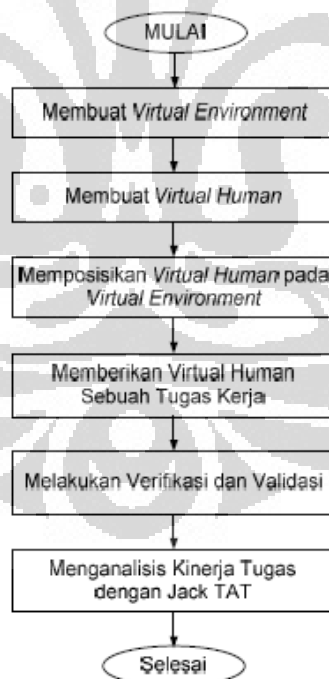 MULAI
Membuat Virtual Environment
Membuat Virtual Human
Memposisikan Virtual Human pada
Virtual Environment
Memberikan Virtual Human
Sebuah Tugas Kerja
Melakukan Verifikasi dan Validasi
Menganalisis Kinerja Tugas
dengan Jack TAT
Selesai